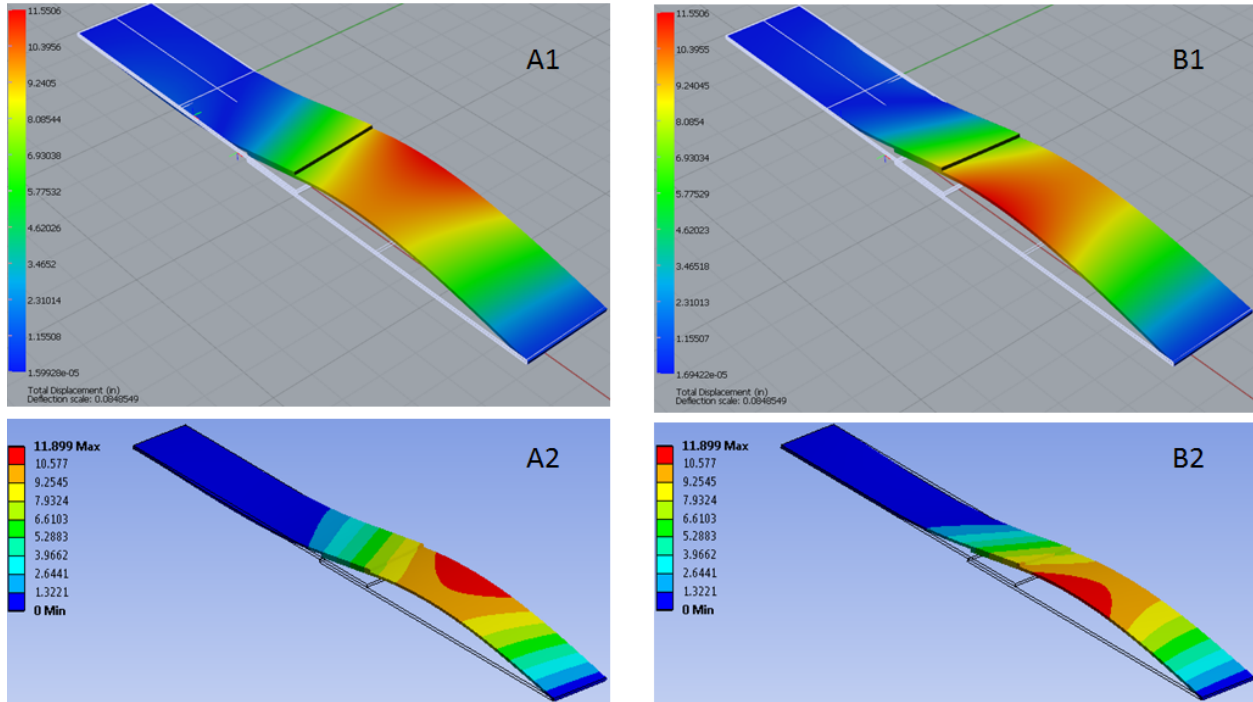 11.5506
10.3956
9.2405
8.08544
6.93038
5.77532
4.62026
3.4652
2.31014
1.15508
1.59928e-05
Total Displacement (in)
Deflection scale: 0.0848549
A1
11.5506
10.3955
9.24045
8.0854
6.93034
5.77529
4.62023
3.46518
2.31013
1.15507
1.69422e-05
Total Displacement (in)
Deflection scale: 0.0848549
B1
11.899 Max
10.577
9.2545
7.9324
6.6103
5.2883
3.9662
2.6441
1.3221
0 Min
A2
11.899 Max
10.577
9.2545
7.9324
6.6103
5.2883
3.9662
2.6441
1.3221
0 Min
B2